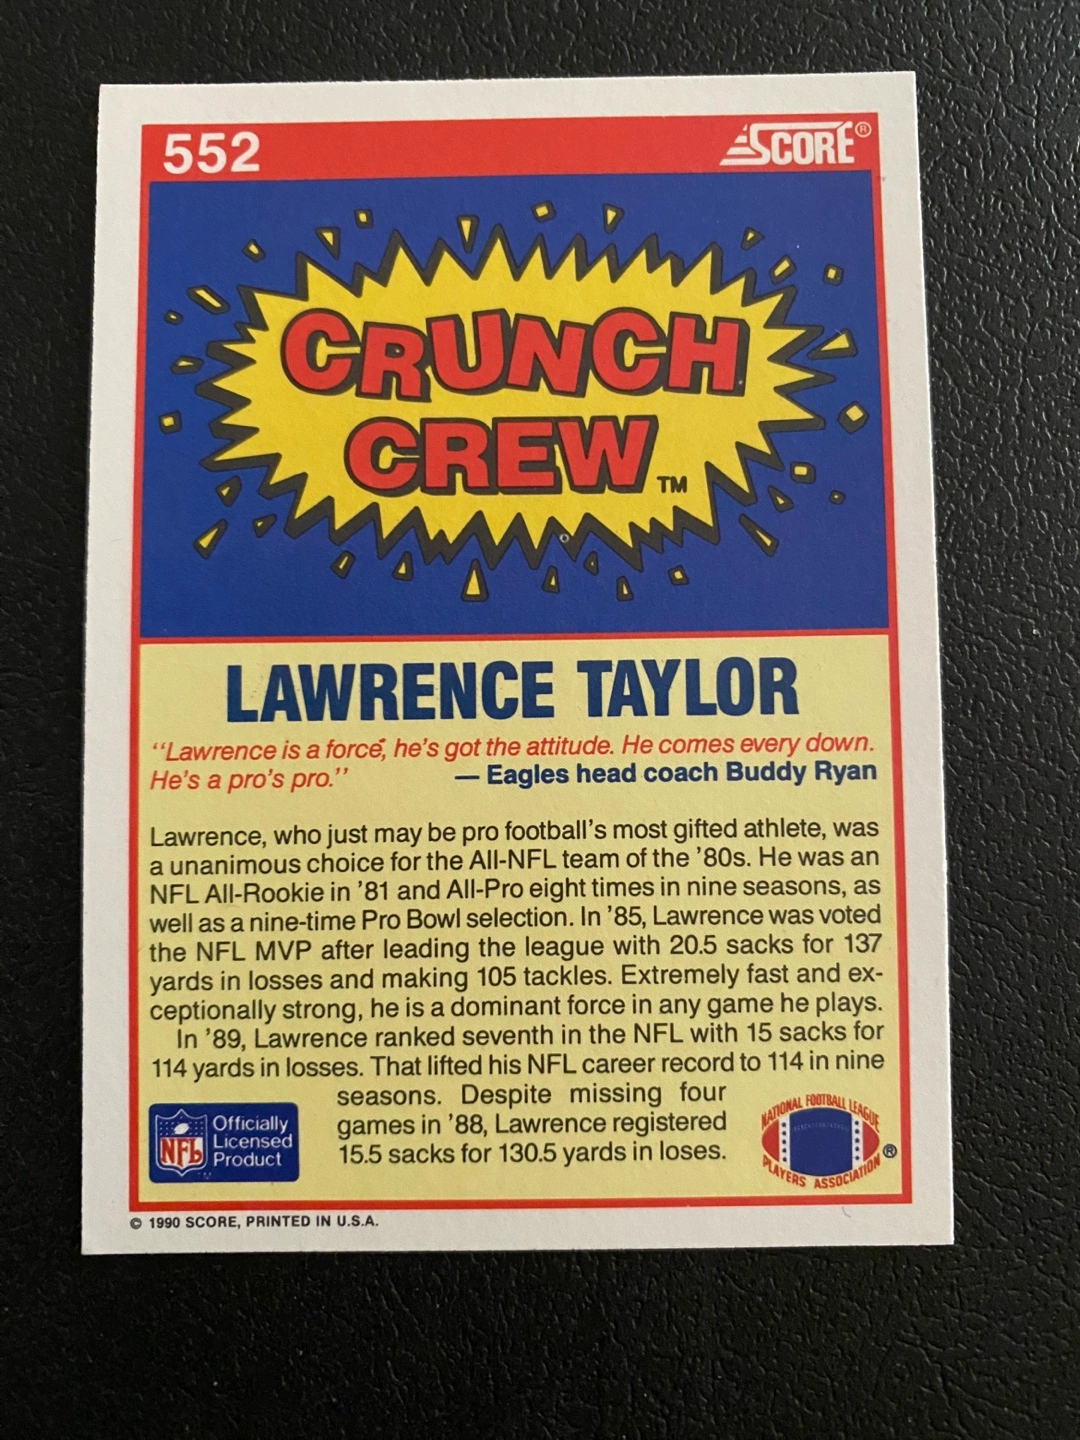 552
SCORE®
CRUNCH
CREW™
LAWRENCE TAYLOR
“Lawrence is a force, he's got the attitude. He comes every down.
He's a pro's pro.” — Eagles head coach Buddy Ryan
Lawrence, who just may be pro football's most gifted athlete, was
a unanimous choice for the All-NFL team of the '80s. He was an
NFL All-Rookie in '81 and All-Pro eight times in nine seasons, as
well as a nine-time Pro Bowl selection. In '85, Lawrence was voted
the NFL MVP after leading the league with 20.5 sacks for 137
yards in losses and making 105 tackles. Extremely fast and ex-
ceptionally strong, he is a dominant force in any game he plays.
In '89, Lawrence ranked seventh in the NFL with 15 sacks for
114 yards in losses. That lifted his NFL career record to 114 in nine
seasons. Despite missing four
games in '88, Lawrence registered
15.5 sacks for 130.5 yards in loses.
NFL
Officially
Licensed
Product
NATIONAL FOOTBALL LEAGUE
PLAYERS ASSOCIATION ®
© 1990 SCORE, PRINTED IN U.S.A.